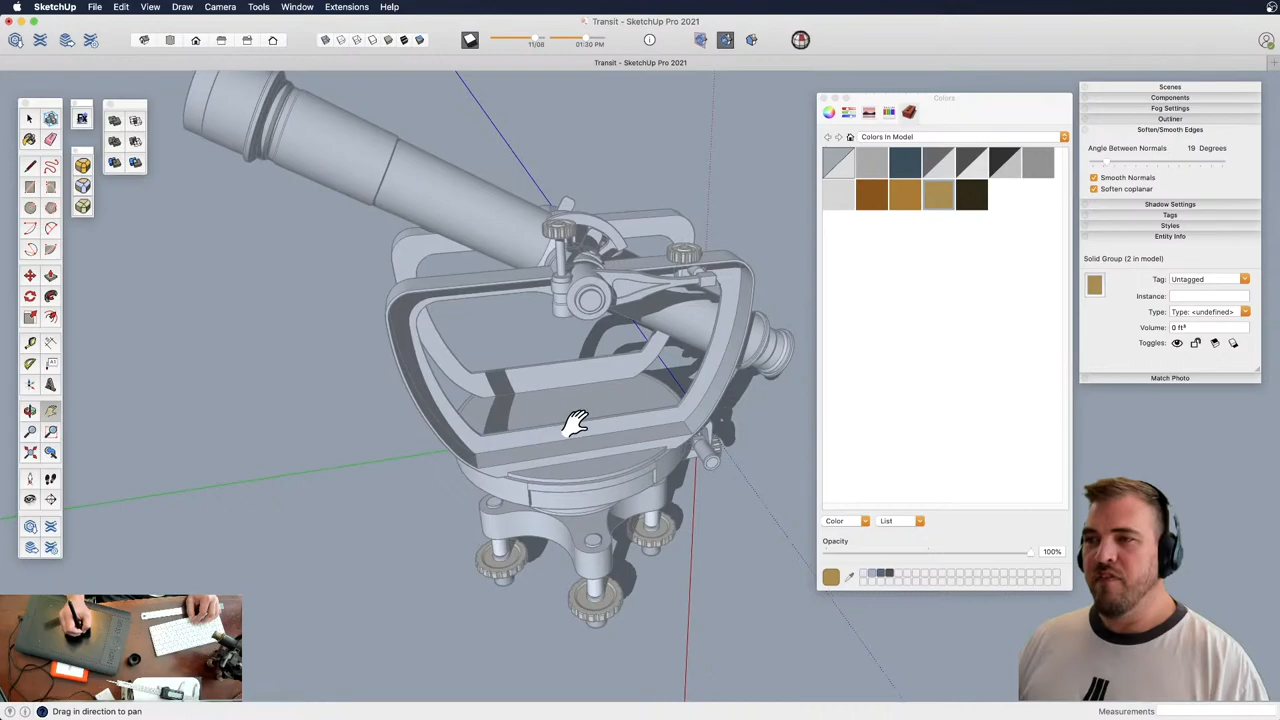 SketchUp File Edit View Draw Camera Tools Window Extensions Help
Transit - SketchUp Pro 2021
11/08 01:30 PM
Transit - SketchUp Pro 2021
Colors
Colors In Model
Color List
Opacity
100%
Scenes
Components
Fog Settings
Outliner
Soften/Smooth Edges
Angle Between Normals 19 Degrees
Smooth Normals
Soften coplanar
Shadow Settings
Tags
Styles
Entity Info
Solid Group (2 in model)
Tag: Untagged
Instance:
Type: Type: <undefined>
Volume: 0 ft³
Toggles:
Match Photo
Drag in direction to pan
Measurements